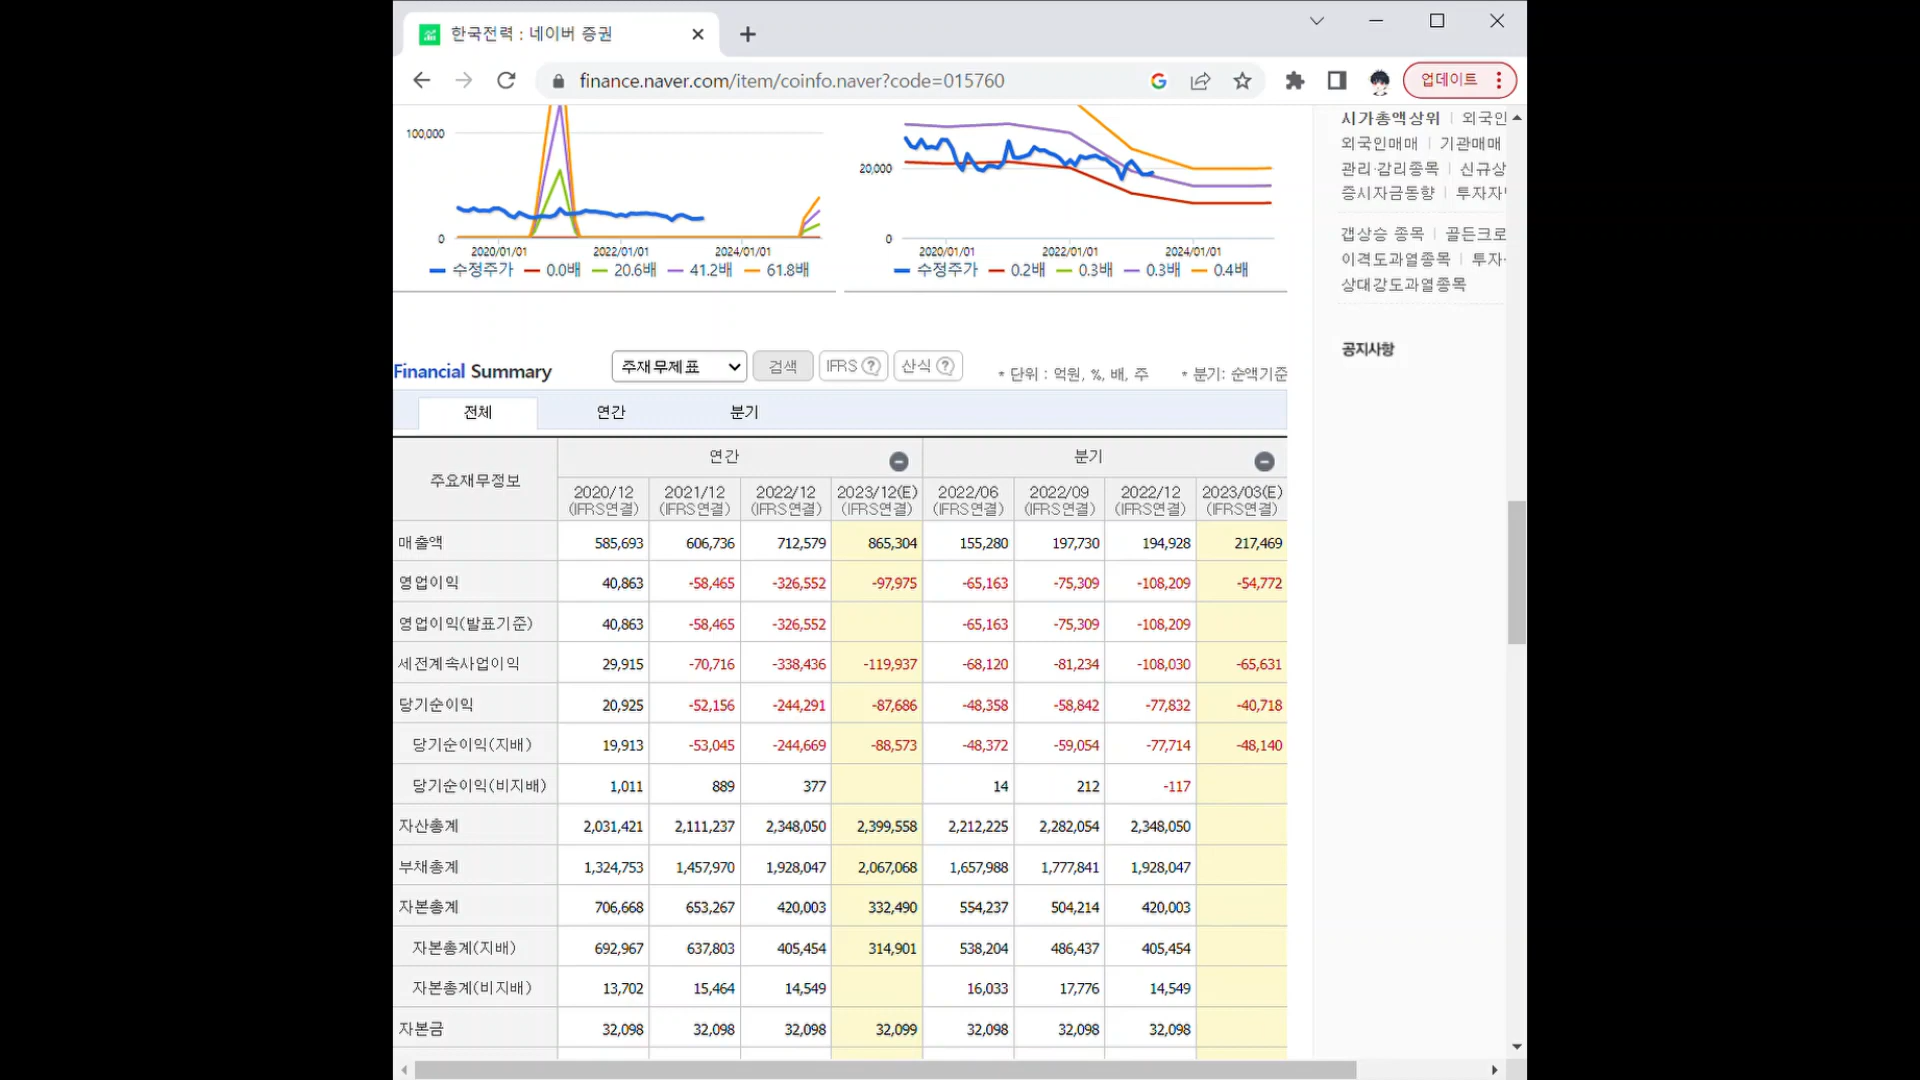 한국전력 : 네이버 증권
finance.naver.com/item/coinfo.naver?code=015760
업데이트
100,000
0
2020/01/01 2022/01/01 2024/01/01
수정주가 0.0배 20.6배 41.2배 61.8배
20,000
0
2020/01/01 2022/01/01 2024/01/01
수정주가 0.2배 0.3배 0.3배 0.4배
시가총액상위 외국인
외국인매매 기관매매
관리·감리종목 신규상
증시자금동향 투자자
갭상승 종목 골든크로
이격도과열종목 투자
상대강도과열종목
공지사항
Financial Summary 주재무제표 검색 IFRS ? 산식 ? * 단위 : 억원, %, 배, 주 * 분기: 순액기준
전체 연간 분기
주요재무정보 연간 분기
2020/12 2021/12 2022/12 2023/12(E) 2022/06 2022/09 2022/12 2023/03(E)
(IFRS연결) (IFRS연결) (IFRS연결) (IFRS연결) (IFRS연결) (IFRS연결) (IFRS연결) (IFRS연결)
매출액 585,693 606,736 712,579 865,304 155,280 197,730 194,928 217,469
영업이익 40,863 -58,465 -326,552 -97,975 -65,163 -75,309 -108,209 -54,772
영업이익(발표기준) 40,863 -58,465 -326,552 -65,163 -75,309 -108,209
세전계속사업이익 29,915 -70,716 -338,436 -119,937 -68,120 -81,234 -108,030 -65,631
당기순이익 20,925 -52,156 -244,291 -87,686 -48,358 -58,842 -77,832 -40,718
당기순이익(지배) 19,913 -53,045 -244,669 -88,573 -48,372 -59,054 -77,714 -48,140
당기순이익(비지배) 1,011 889 377 14 212 -117
자산총계 2,031,421 2,111,237 2,348,050 2,399,558 2,212,225 2,282,054 2,348,050
부채총계 1,324,753 1,457,970 1,928,047 2,067,068 1,657,988 1,777,841 1,928,047
자본총계 706,668 653,267 420,003 332,490 554,237 504,214 420,003
자본총계(지배) 692,967 637,803 405,454 314,901 538,204 486,437 405,454
자본총계(비지배) 13,702 15,464 14,549 16,033 17,776 14,549
자본금 32,098 32,098 32,098 32,099 32,098 32,098 32,098